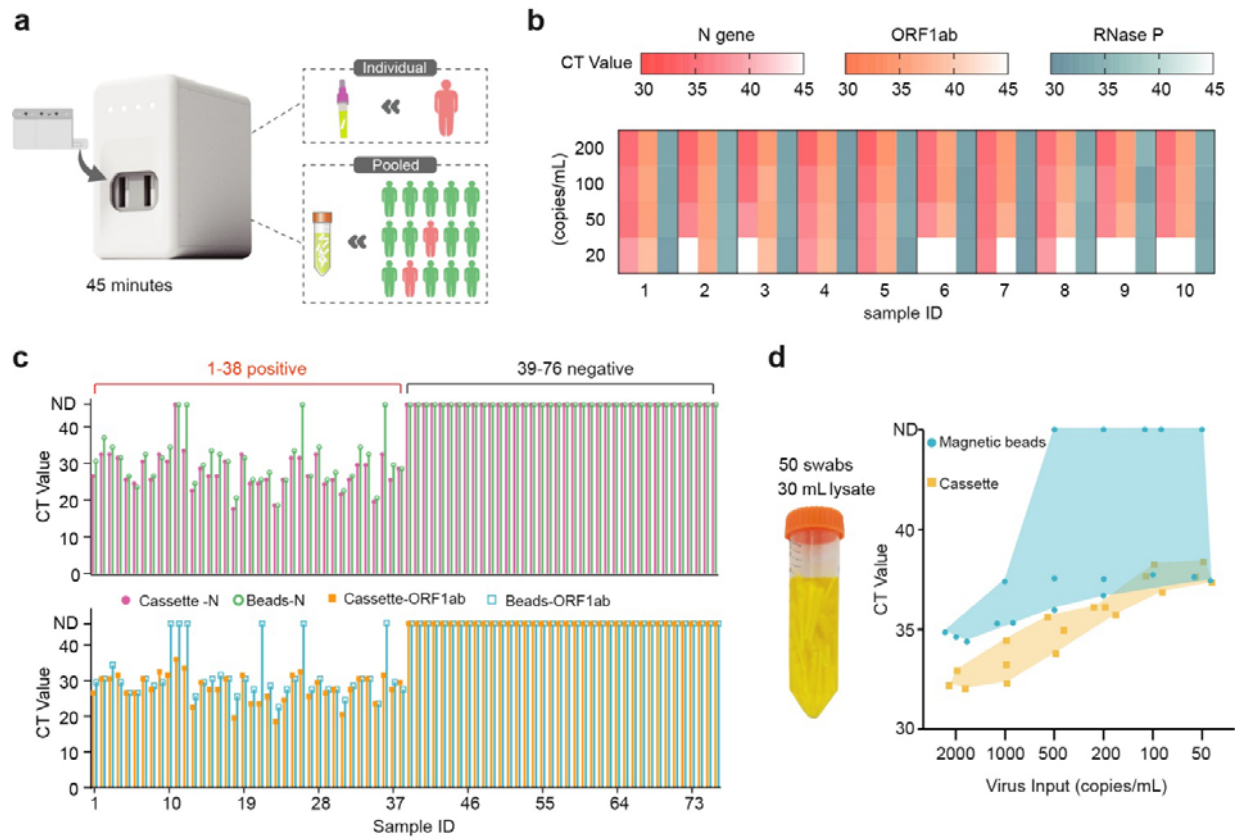 a
Individual
Pooled
45 minutes
b
N gene
ORF1ab
RNase P
CT Value
30 35 40 45
30 35 40 45
30 35 40 45
(copies/mL)
200
100
50
20
1 2 3 4 5 6 7 8 9 10
sample ID
c
1-38 positive
39-76 negative
CT Value
ND
40
30
20
10
0
Cassette -N
Beads-N
Cassette-ORF1ab
Beads-ORF1ab
CT Value
ND
40
30
20
10
0
1 10 19 28 37 46 55 64 73
Sample ID
d
50 swabs
30 mL lysate
CT Value
ND
40
35
30
Magnetic beads
Cassette
2000 1000 500 200 100 50
Virus Input (copies/mL)